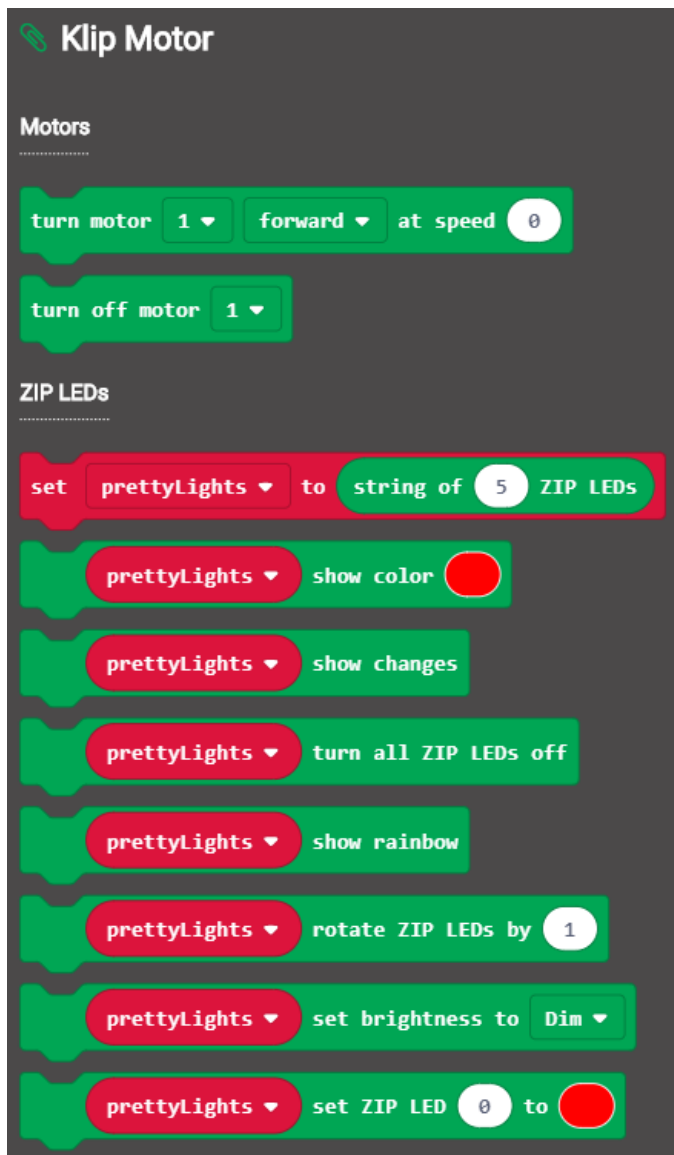 Klip Motor
Motors
turn motor 1 forward at speed 0
turn off motor 1
ZIP LEDs
set prettyLights to string of 5 ZIP LEDs
prettyLights show color
prettyLights show changes
prettyLights turn all ZIP LEDs off
prettyLights show rainbow
prettyLights rotate ZIP LEDs by 1
prettyLights set brightness to Dim
prettyLights set ZIP LED 0 to